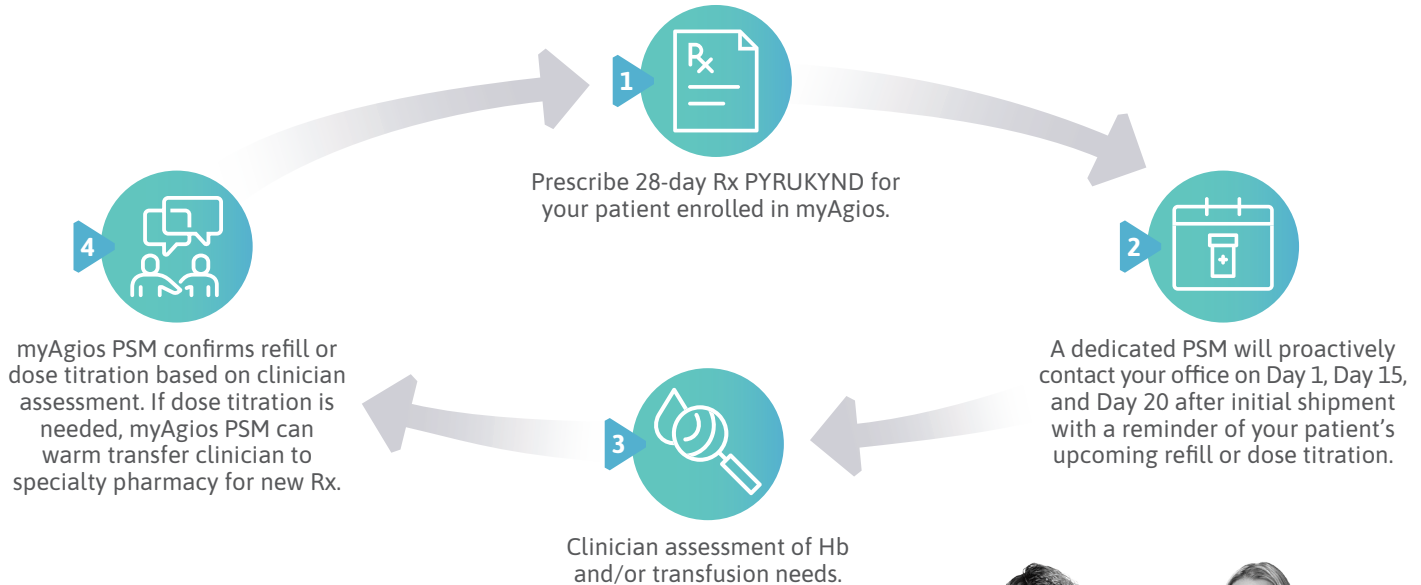 1
Rx
Prescribe 28-day Rx PYRUKYND for
your patient enrolled in myAgios.
2
A dedicated PSM will proactively
contact your office on Day 1, Day 15,
and Day 20 after initial shipment
with a reminder of your patient’s
upcoming refill or dose titration.
3
Clinician assessment of Hb
and/or transfusion needs.
4
myAgios PSM confirms refill or
dose titration based on clinician
assessment. If dose titration is
needed, myAgios PSM can
warm transfer clinician to
specialty pharmacy for new Rx.